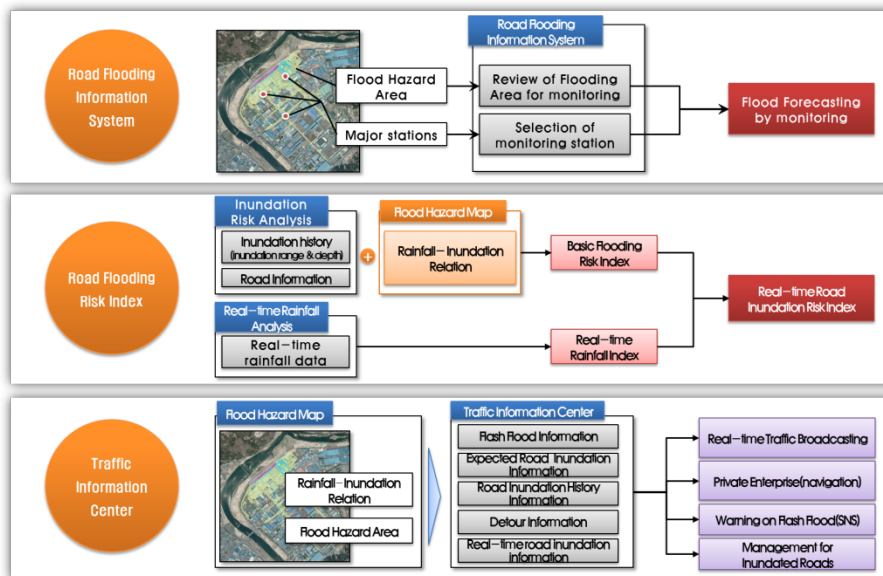 Road Flooding
Information
System
Flood Hazard
Area
Major stations
Road Flooding
Information System
Review of Flooding
Area for monitoring
Selection of
monitoring station
Flood Forecasting
by monitoring
Road Flooding
Risk Index
Inundation
Risk Analysis
Inundation history
(inundation range & depth)
Road Information
Flood Hazard Map
Rainfall-Inundation
Relation
Basic Flooding
Risk Index
Real-time Rainfall
Analysis
Real-time
rainfall data
Real-time
Rainfall Index
Real-time Road
Inundation Risk Index
Traffic
Information
Center
Flood Hazard Map
Rainfall-Inundation
Relation
Flood Hazard Area
Traffic Information Center
Flash Flood Information
Expected Road Inundation
Information
Road Inundation History
Information
Detour Information
Real-time road inundation
information
Real-time Traffic Broadcasting
Private Enterprise(navigation)
Warning on Flash Flood(SNS)
Management for
Inundated Roads